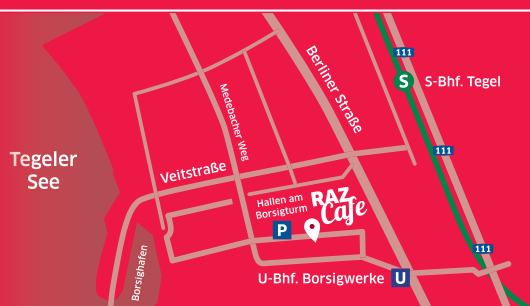 111
Berliner Straße
S
S-Bhf. Tegel
Medebacher Weg
111
Tegeler
See
Veitstraße
Hallen am
Borsigturm
RAZ
Cafe
P
111
Borsighafen
U-Bhf. Borsigwerke
U